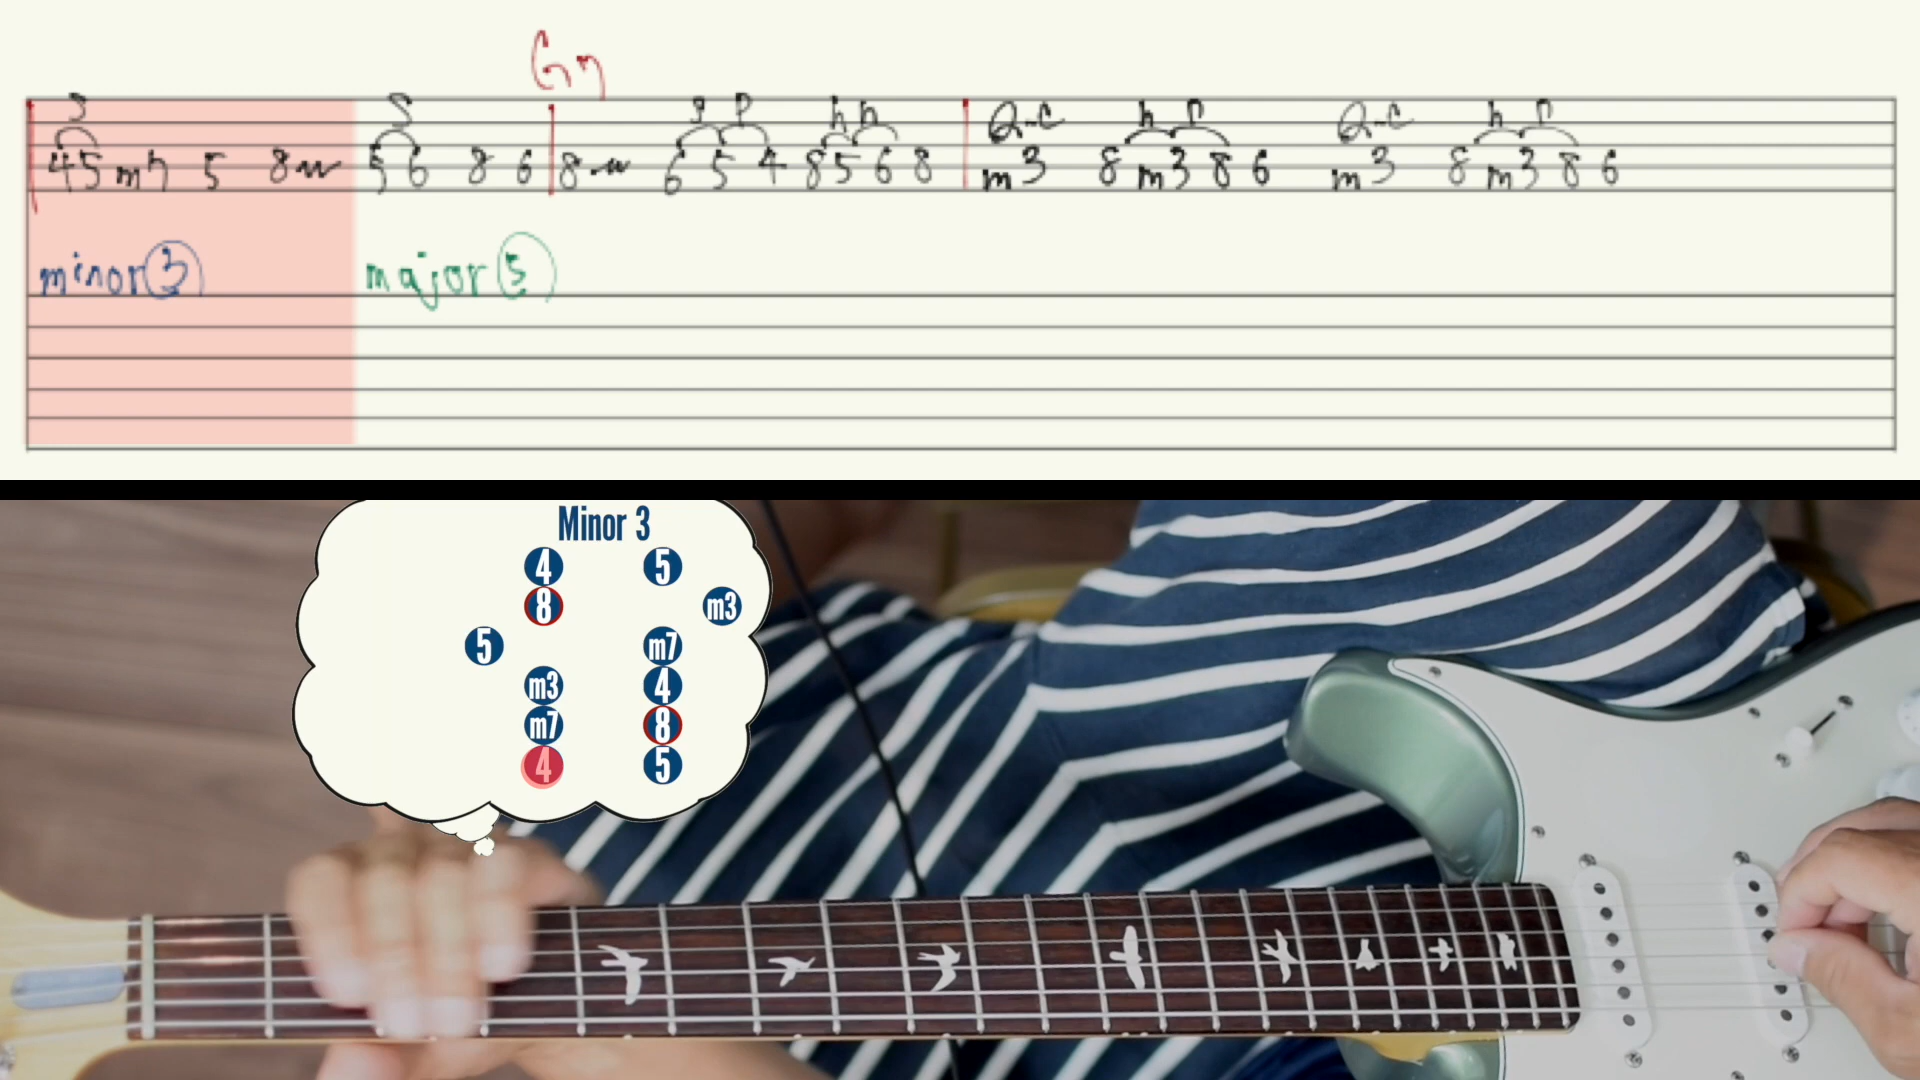 G7
S S S P h h Q.C h P Q.C h P
45 m7 5 8 5 6 8 6 8 6 5 4 8 5 6 8 m3 8 m3 8 6 m3 8 m3 8 6
minor 3 major 5
Minor 3
4 5
8 m3
5 m7
m3 4
m7 8
4 5